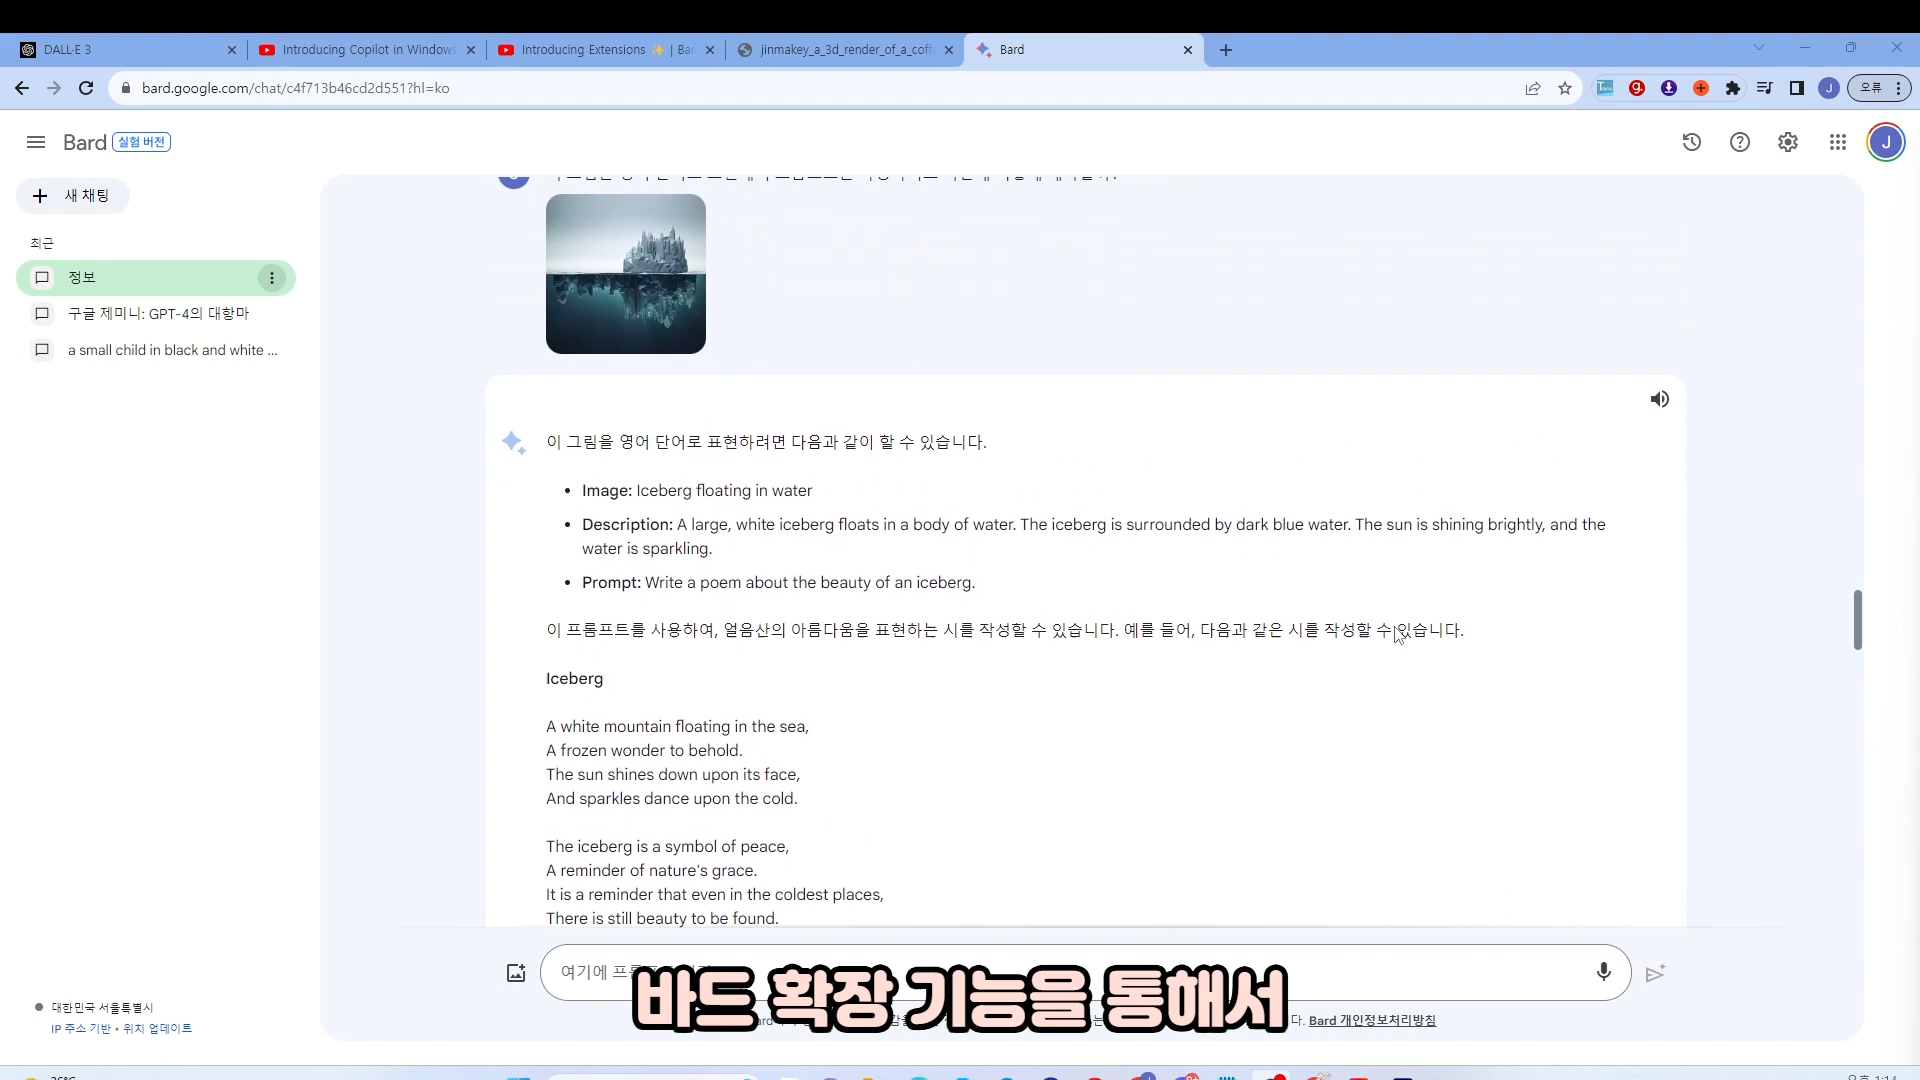 DALL·E 3
Introducing Copilot in Windows
Introducing Extensions ✨ | Bar
jinmakey_a_3d_render_of_a_coff
Bard
bard.google.com/chat/c4f713b46cd2d551?hl=ko
J
오류
Bard 실험 버전
J
새 채팅
최근
정보
구글 제미니: GPT-4의 대항마
a small child in black and white ...
이 그림을 영어 단어로 표현하려면 다음과 같이 할 수 있습니다.
• Image: Iceberg floating in water
• Description: A large, white iceberg floats in a body of water. The iceberg is surrounded by dark blue water. The sun is shining brightly, and the
water is sparkling.
• Prompt: Write a poem about the beauty of an iceberg.
이 프롬프트를 사용하여, 얼음산의 아름다움을 표현하는 시를 작성할 수 있습니다. 예를 들어, 다음과 같은 시를 작성할 수 있습니다.
Iceberg
A white mountain floating in the sea,
A frozen wonder to behold.
The sun shines down upon its face,
And sparkles dance upon the cold.
The iceberg is a symbol of peace,
A reminder of nature's grace.
It is a reminder that even in the coldest places,
There is still beauty to be found.
여기에
바드 확장 기능을 통해서
Bard 개인정보처리방침
대한민국 서울특별시
IP 주소 기반 • 위치 업데이트